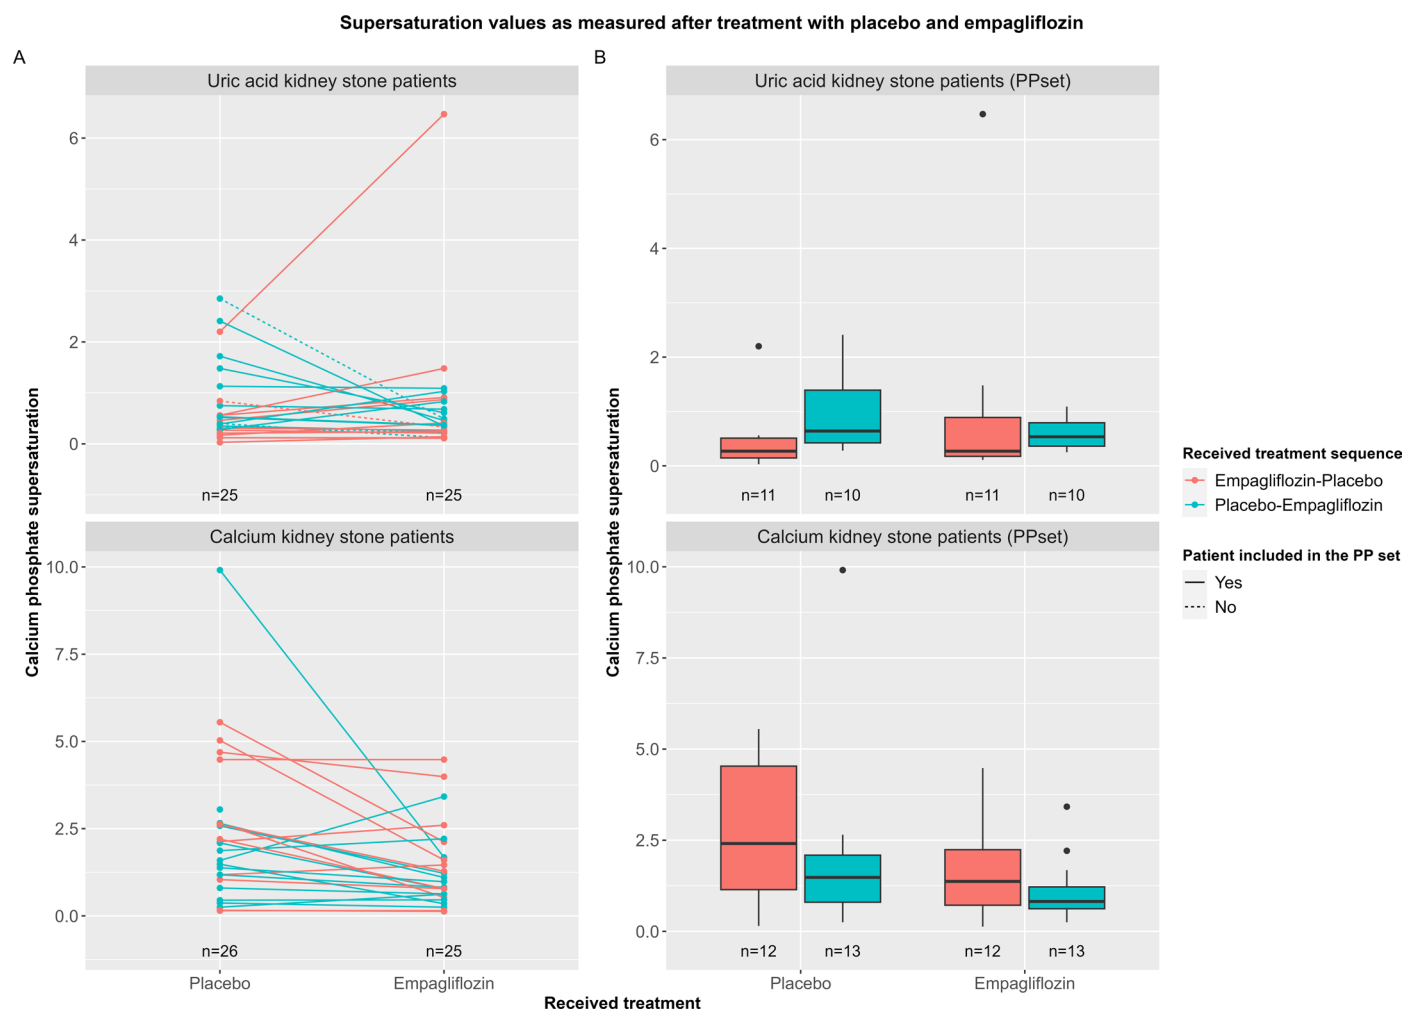 Supersaturation values as measured after treatment with placebo and empagliflozin
A
B
Uric acid kidney stone patients
6
4
2
0
n=25
n=25
Calcium kidney stone patients
10.0
7.5
5.0
2.5
0.0
n=26
n=25
Placebo
Empagliflozin
Calcium phosphate supersaturation
Uric acid kidney stone patients (PPset)
6
4
2
0
n=11
n=10
n=11
n=10
Calcium kidney stone patients (PPset)
10.0
7.5
5.0
2.5
0.0
n=12
n=13
n=12
n=13
Placebo
Empagliflozin
Calcium phosphate supersaturation
Received treatment
Received treatment sequence
Empagliflozin-Placebo
Placebo-Empagliflozin
Patient included in the PP set
Yes
No